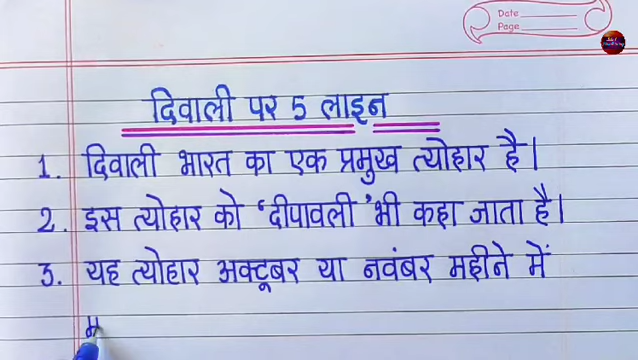 Date
Page
दिवाली पर 5 लाइन
1. दिवाली भारत का एक प्रमुख त्योहार है।
2. इस त्योहार को ‘दीपावली’ भी कहा जाता है।
3. यह त्योहार अक्टूबर या नवंबर महीने में